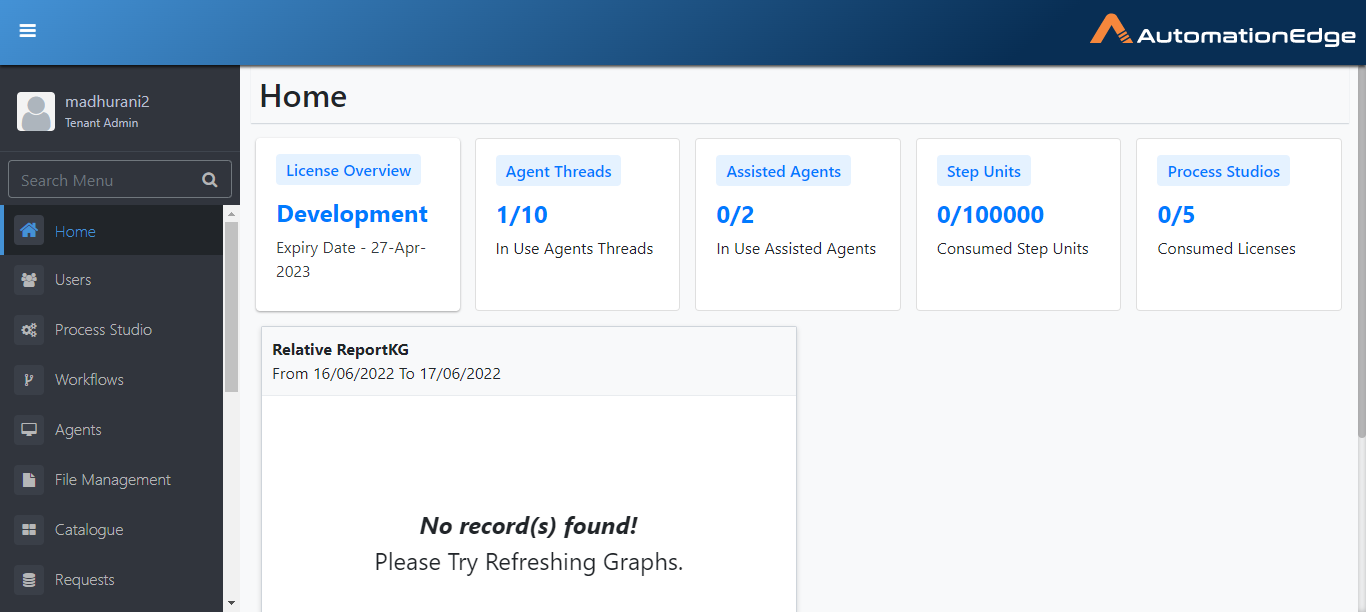 AutomationEdge
madhurani2
Tenant Admin
Search Menu
Home
Users
Process Studio
Workflows
Agents
File Management
Catalogue
Requests
Home
License Overview
Development
Expiry Date - 27-Apr-
2023
Agent Threads
1/10
In Use Agents Threads
Assisted Agents
0/2
In Use Assisted Agents
Step Units
0/100000
Consumed Step Units
Process Studios
0/5
Consumed Licenses
Relative ReportKG
From 16/06/2022 To 17/06/2022
No record(s) found!
Please Try Refreshing Graphs.